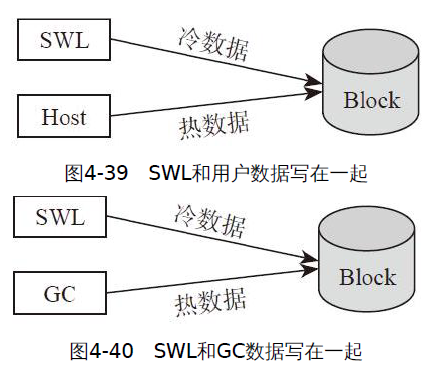 SWL
冷数据
Block
Host
热数据
图4-39 SWL和用户数据写在一起
SWL
冷数据
Block
GC
热数据
图4-40 SWL和GC数据写在一起